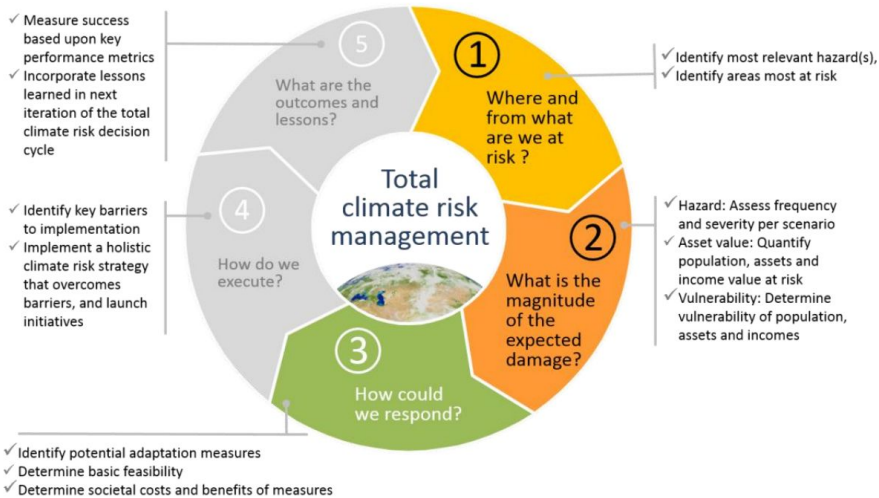 Total
climate risk
management
1
Where and
from what
are we at
risk ?
✓ Identify most relevant hazard(s),
✓ Identify areas most at risk
2
What is the
magnitude
of the
expected
damage?
✓ Hazard: Assess frequency
and severity per scenario
✓ Asset value: Quantify
population, assets and
income value at risk
✓ Vulnerability: Determine
vulnerability of population,
assets and incomes
3
How could
we respond?
✓ Identify potential adaptation measures
✓ Determine basic feasibility
✓ Determine societal costs and benefits of measures
4
How do we
execute?
✓ Identify key barriers
to implementation
✓ Implement a holistic
climate risk strategy
that overcomes
barriers, and launch
initiatives
5
What are the
outcomes and
lessons?
✓ Measure success
based upon key
performance metrics
✓ Incorporate lessons
learned in next
iteration of the total
climate risk decision
cycle